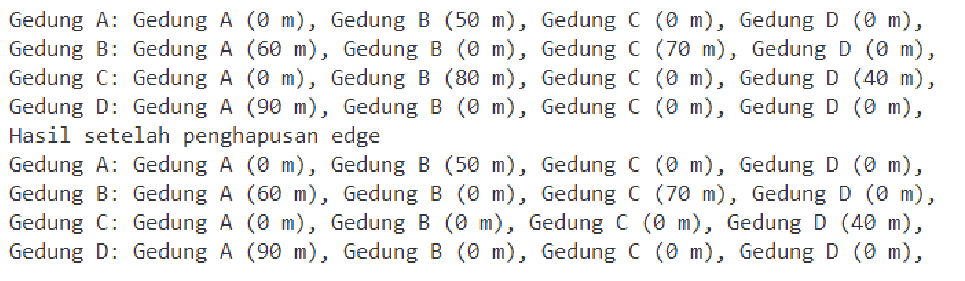 Gedung A: Gedung A (0 m), Gedung B (50 m), Gedung C (0 m), Gedung D (0 m),
Gedung B: Gedung A (60 m), Gedung B (0 m), Gedung C (70 m), Gedung D (0 m),
Gedung C: Gedung A (0 m), Gedung B (80 m), Gedung C (0 m), Gedung D (40 m),
Gedung D: Gedung A (90 m), Gedung B (0 m), Gedung C (0 m), Gedung D (0 m),
Hasil setelah penghapusan edge
Gedung A: Gedung A (0 m), Gedung B (50 m), Gedung C (0 m), Gedung D (0 m),
Gedung B: Gedung A (60 m), Gedung B (0 m), Gedung C (70 m), Gedung D (0 m),
Gedung C: Gedung A (0 m), Gedung B (0 m), Gedung C (0 m), Gedung D (40 m),
Gedung D: Gedung A (90 m), Gedung B (0 m), Gedung C (0 m), Gedung D (0 m),